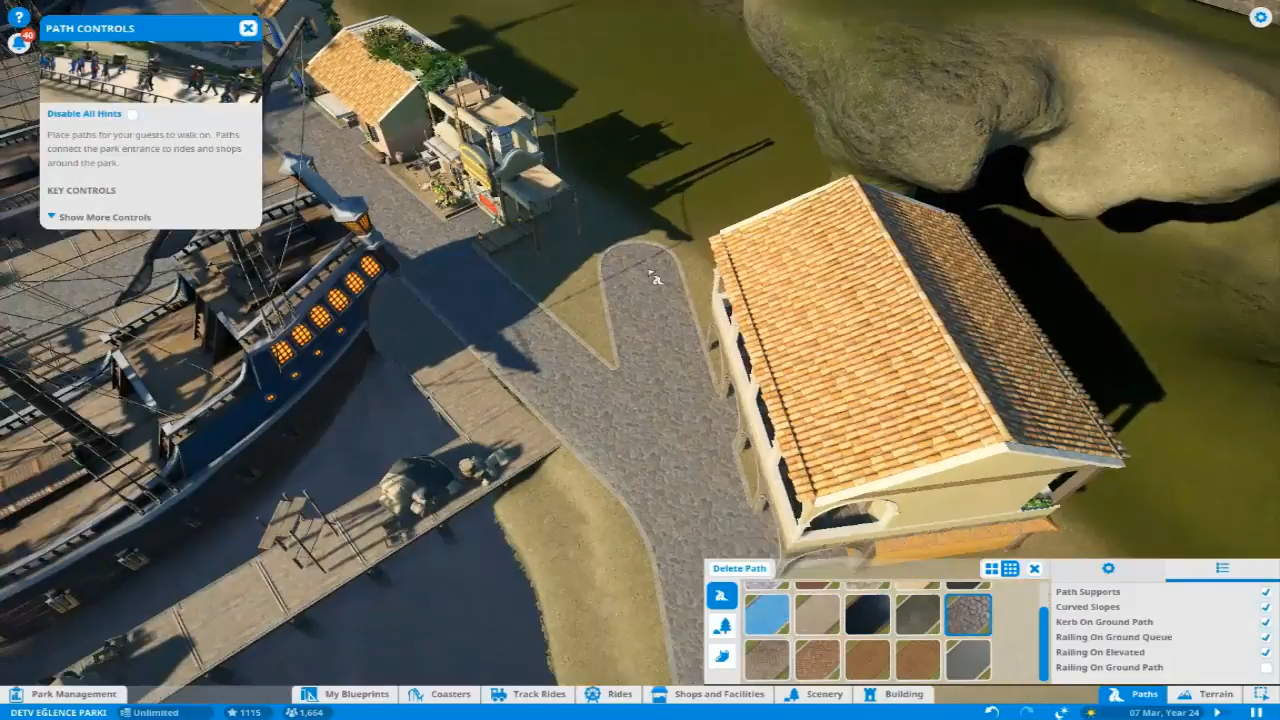 ?
PATH CONTROLS
40
Disable All Hints
Place paths for your guests to walk on. Paths
connect the park entrance to rides and shops
around the park.
KEY CONTROLS
Show More Controls
Delete Path
Path Supports
Curved Slopes
Kerb On Ground Path
Railing On Ground Queue
Railing On Elevated
Railing On Ground Path
Park Management
My Blueprints
Coasters
Track Rides
Rides
Shops and Facilities
Scenery
Building
Paths
Terrain
DETV EĞLENCE PARKI
Unlimited
1115
1,664
07 Mar, Year 24